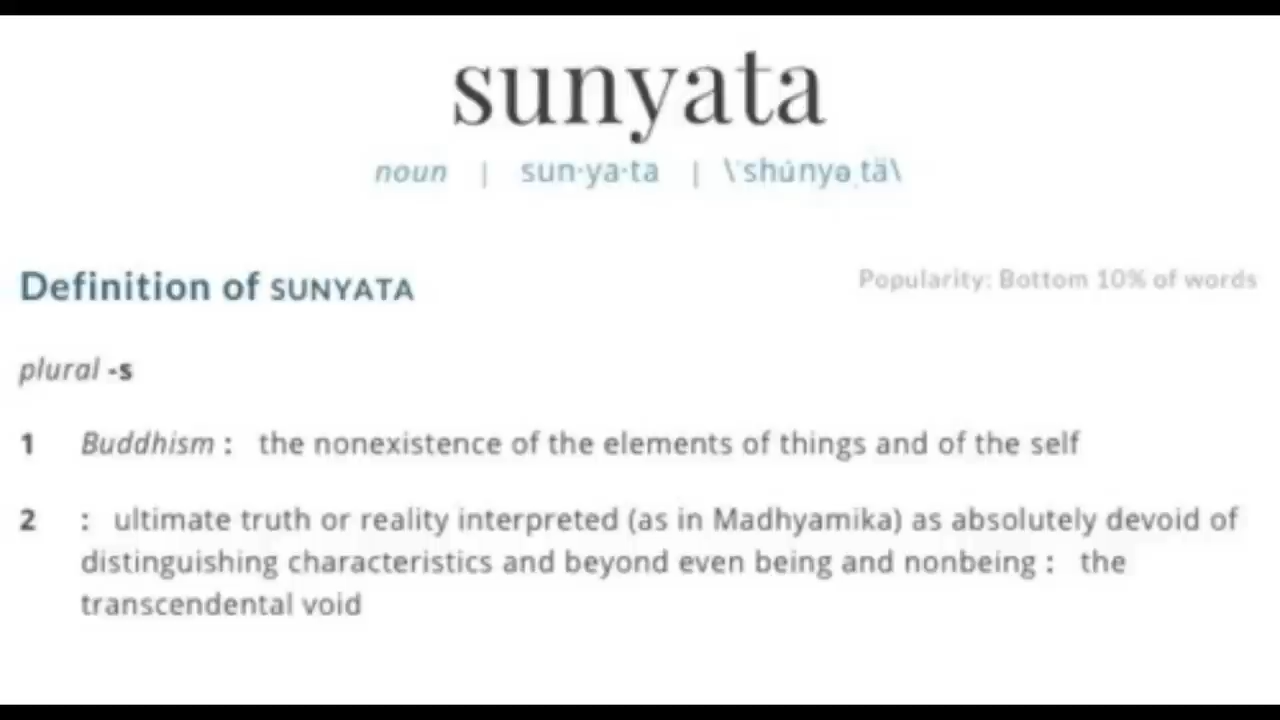 sunyata
noun | sun·ya·ta | \ˈshu̇nyəˌtä\
Definition of SUNYATA
Popularity: Bottom 10% of words
plural -s
1 Buddhism : the nonexistence of the elements of things and of the self
2 : ultimate truth or reality interpreted (as in Madhyamika) as absolutely devoid of
distinguishing characteristics and beyond even being and nonbeing : the
transcendental void